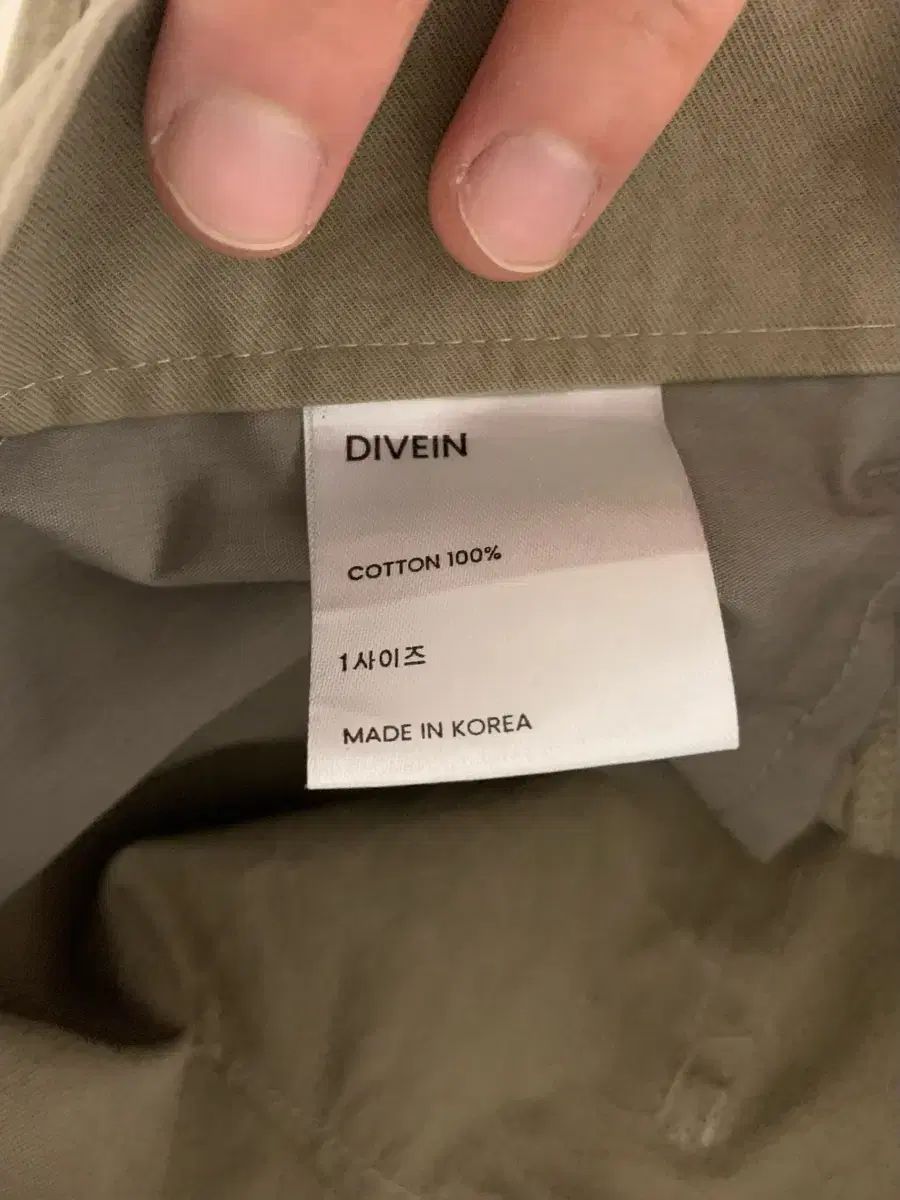 DIVEIN
COTTON 100%
1사이즈
MADE IN KOREA